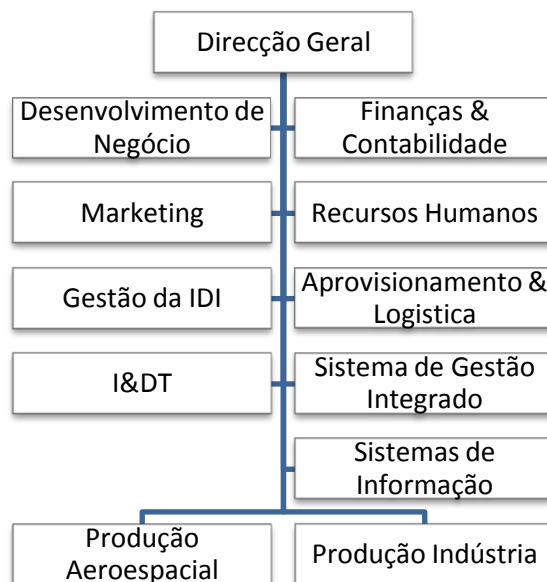 Direcção Geral
Desenvolvimento de
Negócio
Finanças &
Contabilidade
Marketing
Recursos Humanos
Gestão da IDI
Aprovisionamento &
Logistica
I&DT
Sistema de Gestão
Integrado
Sistemas de
Informação
Produção
Aeroespacial
Produção Indústria